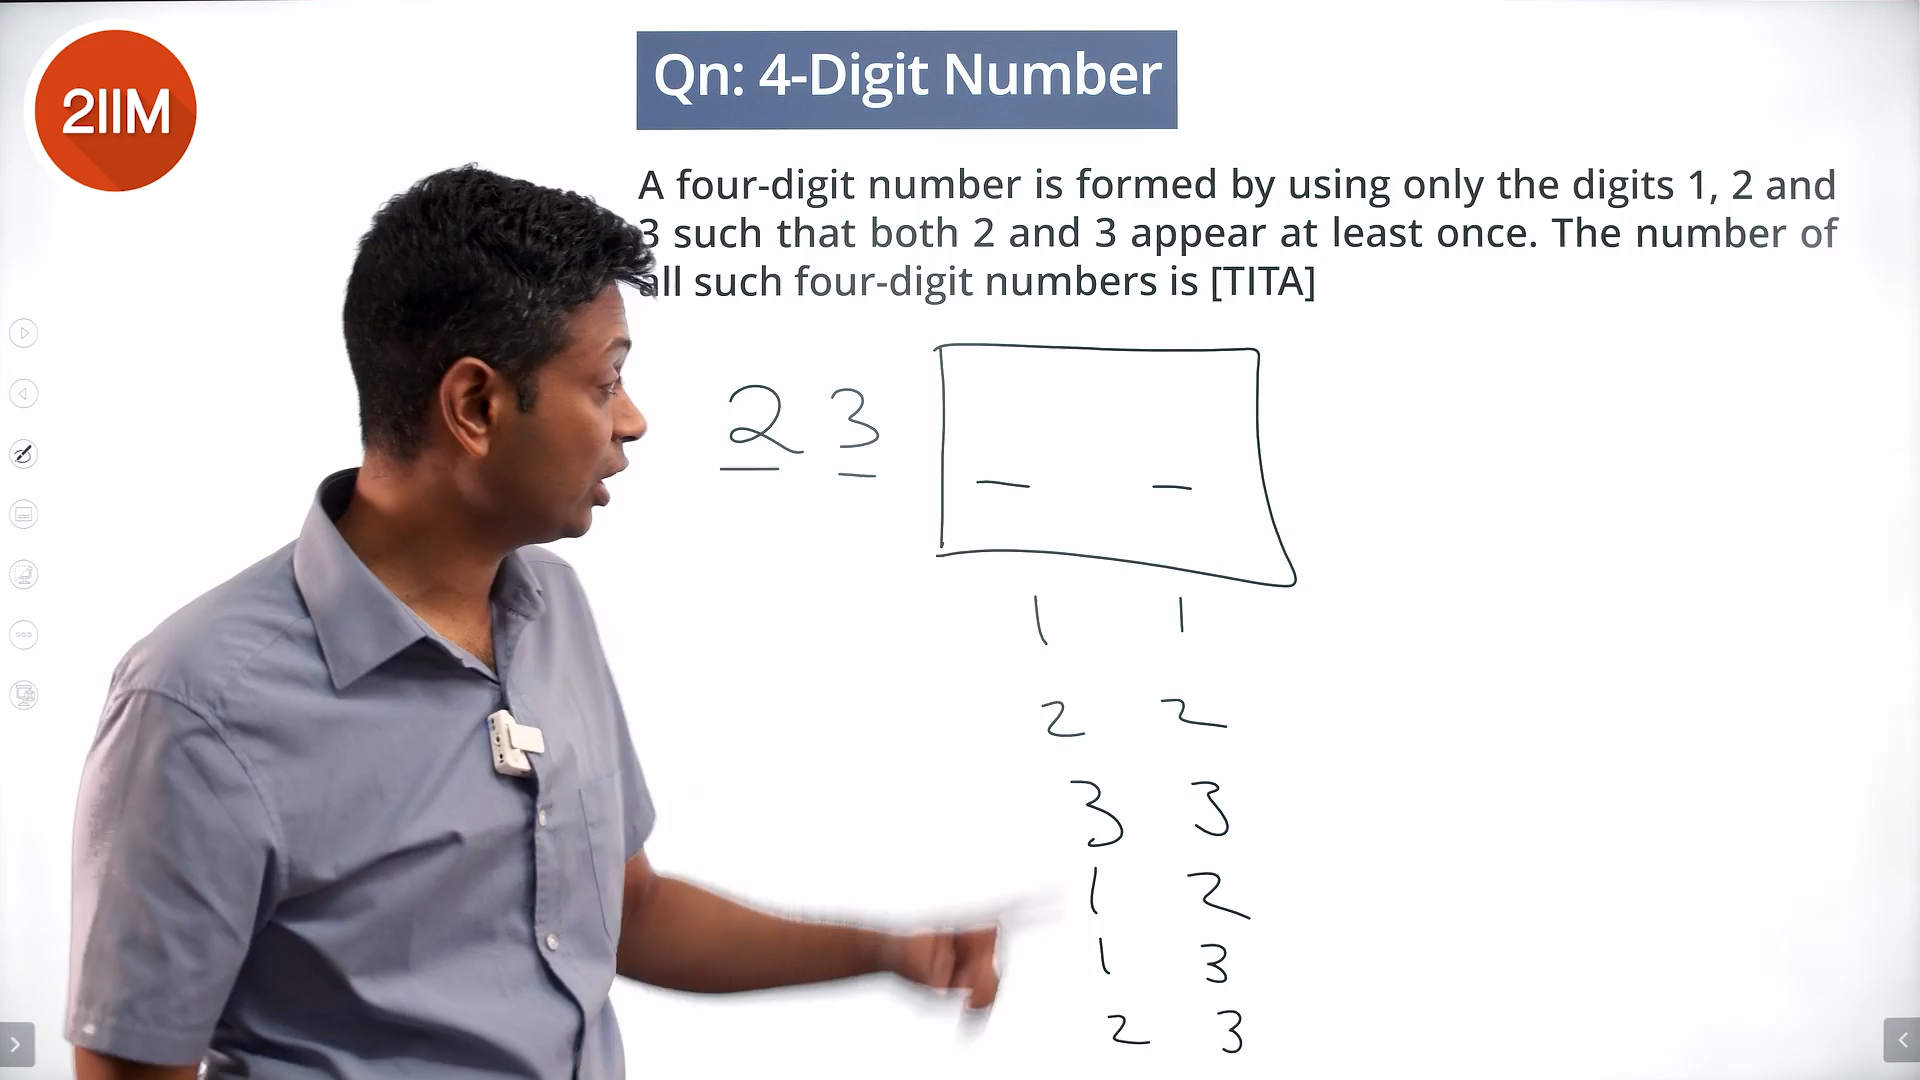 2IIM
Qn: 4-Digit Number
A four-digit number is formed by using only the digits 1, 2 and
3 such that both 2 and 3 appear at least once. The number of
all such four-digit numbers is [TITA]
2 3
1 1
2 2
3 3
1 2
1 3
2 3